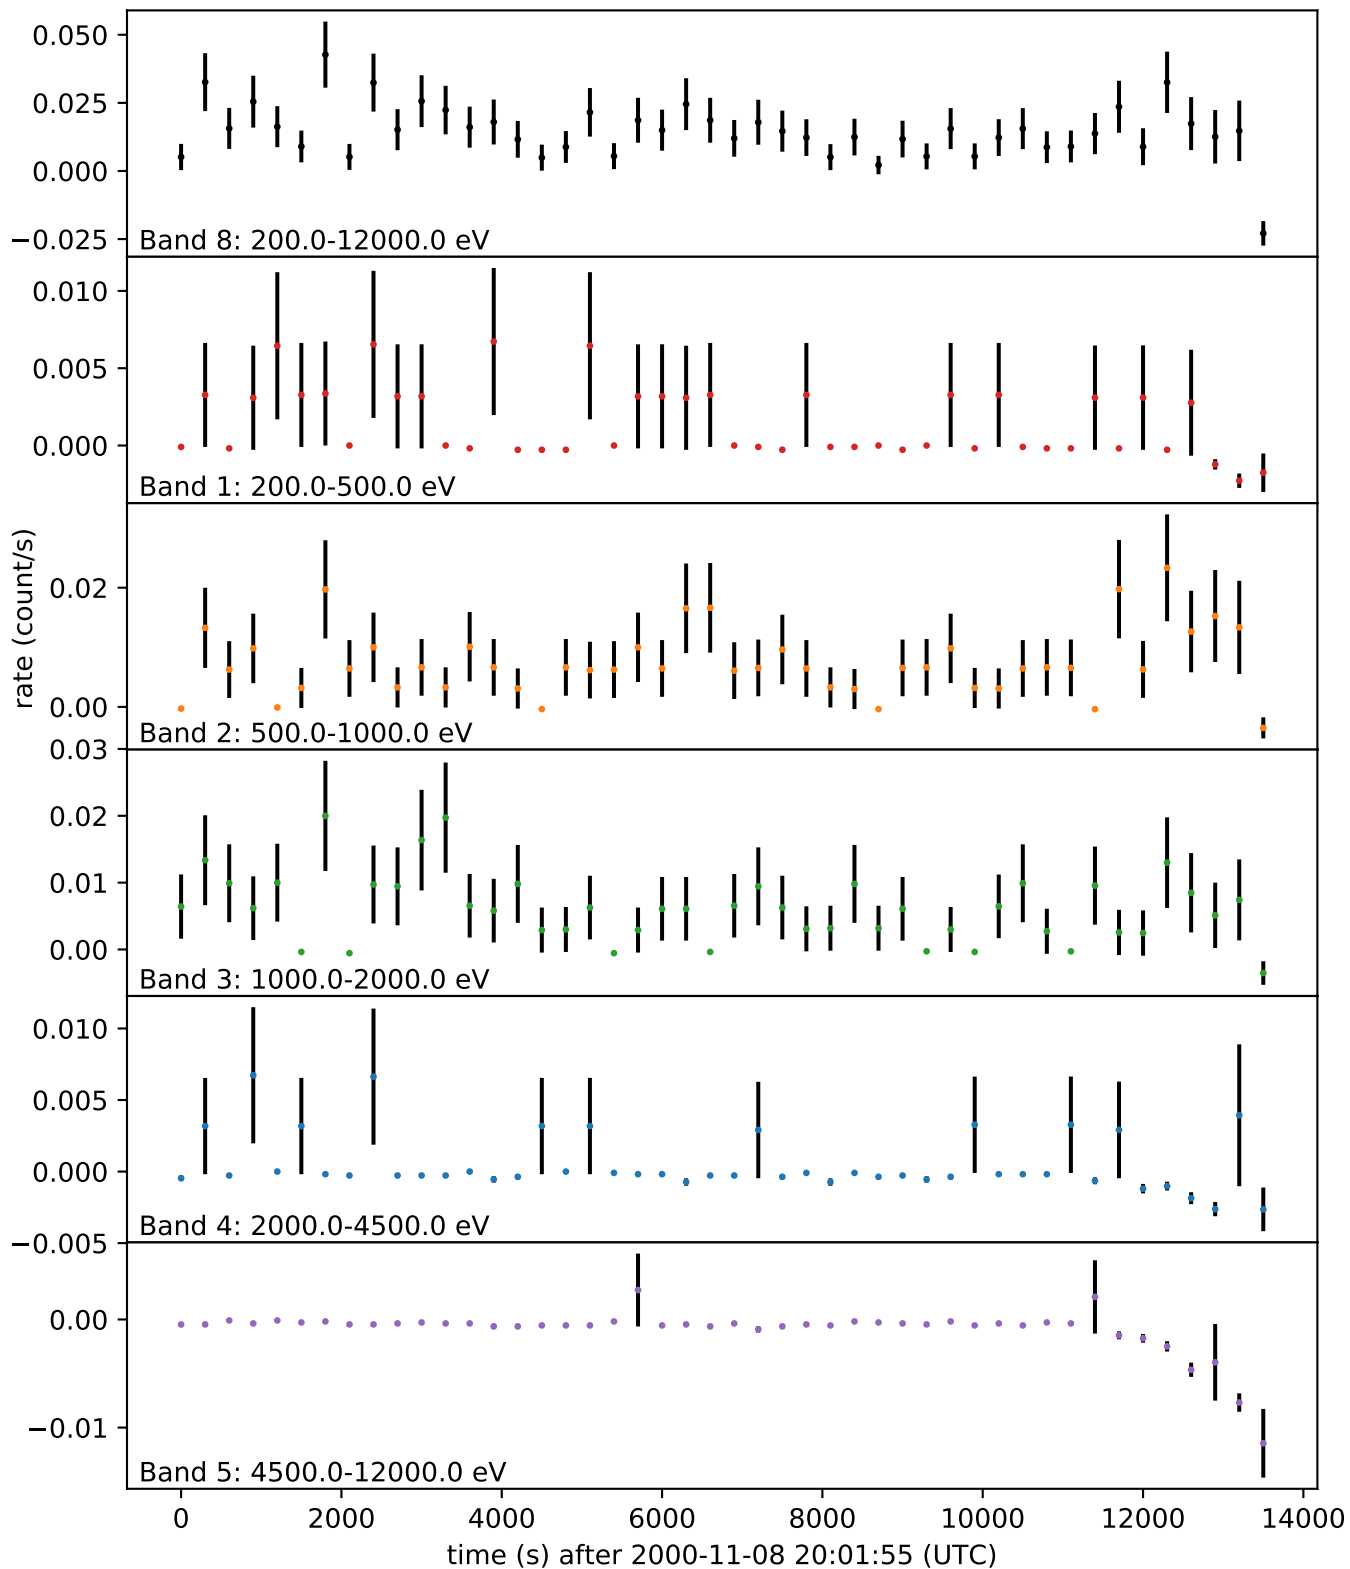 0.050
0.025
0.000
−0.025
Band 8: 200.0-12000.0 eV
0.010
0.005
0.000
Band 1: 200.0-500.0 eV
rate (count/s)
0.02
0.00
Band 2: 500.0-1000.0 eV
0.03
0.02
0.01
0.00
Band 3: 1000.0-2000.0 eV
0.010
0.005
0.000
−0.005
Band 4: 2000.0-4500.0 eV
0.00
−0.01
Band 5: 4500.0-12000.0 eV
0 2000 4000 6000 8000 10000 12000 14000
time (s) after 2000-11-08 20:01:55 (UTC)